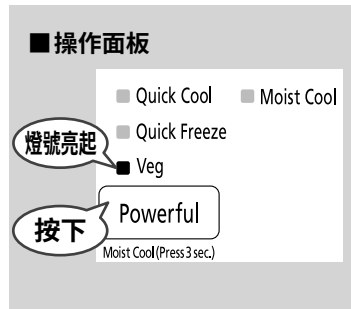 ■操作面板
Quick Cool
Moist Cool
Quick Freeze
燈號亮起
Veg
按下
Powerful
Moist Cool(Press 3 sec.)